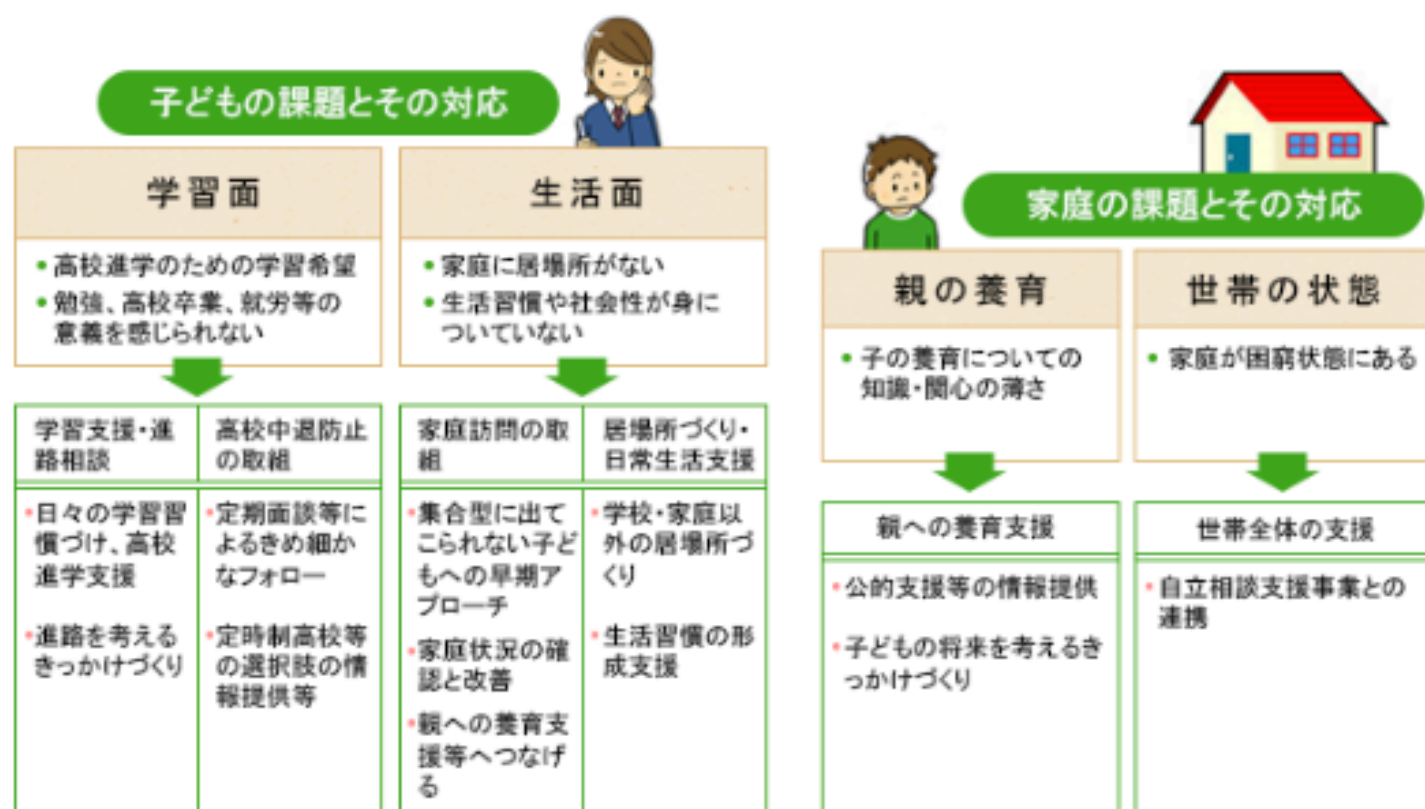 子どもの課題とその対応
学習面
・高校進学のための学習希望
・勉強、高校卒業、就労等の
意義を感じられない
学習支援・進
路相談
・日々の学習習
慣づけ、高校
進学支援
・進路を考える
きっかけづくり
高校中退防止
の取組
・定期面談等に
よるきめ細か
なフォロー
・定時制高校等
の選択肢の情
報提供等
生活面
・家庭に居場所がない
・生活習慣や社会性が身に
ついていない
家庭訪問の取
組
・集合型に出て
こられない子ど
もへの早期ア
プローチ
・家庭状況の確
認と改善
・親への養育支
援等へつなげ
る
居場所づくり・
日常生活支援
・学校・家庭以
外の居場所づ
くり
・生活習慣の形
成支援
家庭の課題とその対応
親の養育
・子の養育についての
知識・関心の薄さ
親への養育支援
・公的支援等の情報提供
・子どもの将来を考えるき
っかけづくり
世帯の状態
・家庭が困窮状態にある
世帯全体の支援
・自立相談支援事業との
連携